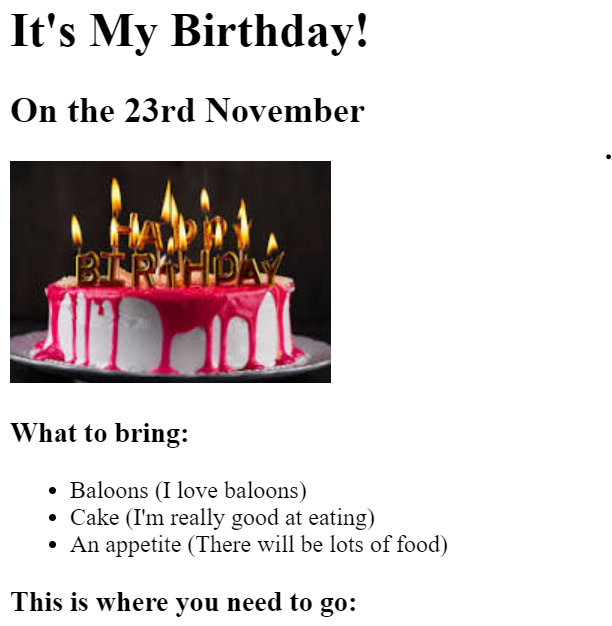 It's My Birthday!
On the 23rd November
HAPPY
BIRTHDAY
What to bring:
Baloons (I love baloons)
Cake (I'm really good at eating)
An appetite (There will be lots of food)
This is where you need to go: